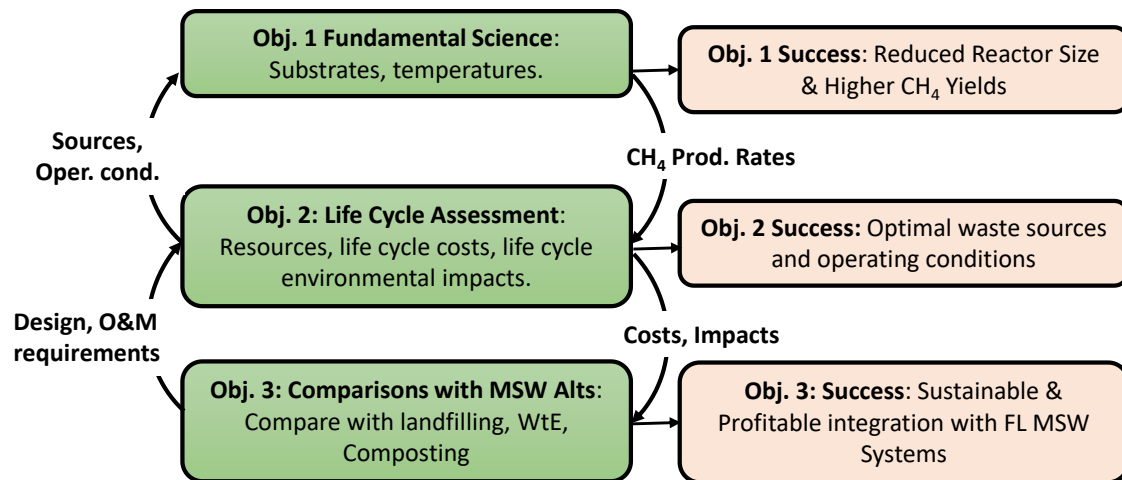 Obj. 1 Fundamental Science:
Substrates, temperatures.
Obj. 1 Success: Reduced Reactor Size
& Higher CH₄ Yields
Sources,
Oper. cond.
CH₄ Prod. Rates
Obj. 2: Life Cycle Assessment:
Resources, life cycle costs, life cycle
environmental impacts.
Obj. 2 Success: Optimal waste sources
and operating conditions
Design, O&M
requirements
Costs, Impacts
Obj. 3: Comparisons with MSW Alts:
Compare with landfilling, WtE,
Composting
Obj. 3: Success: Sustainable &
Profitable integration with FL MSW
Systems